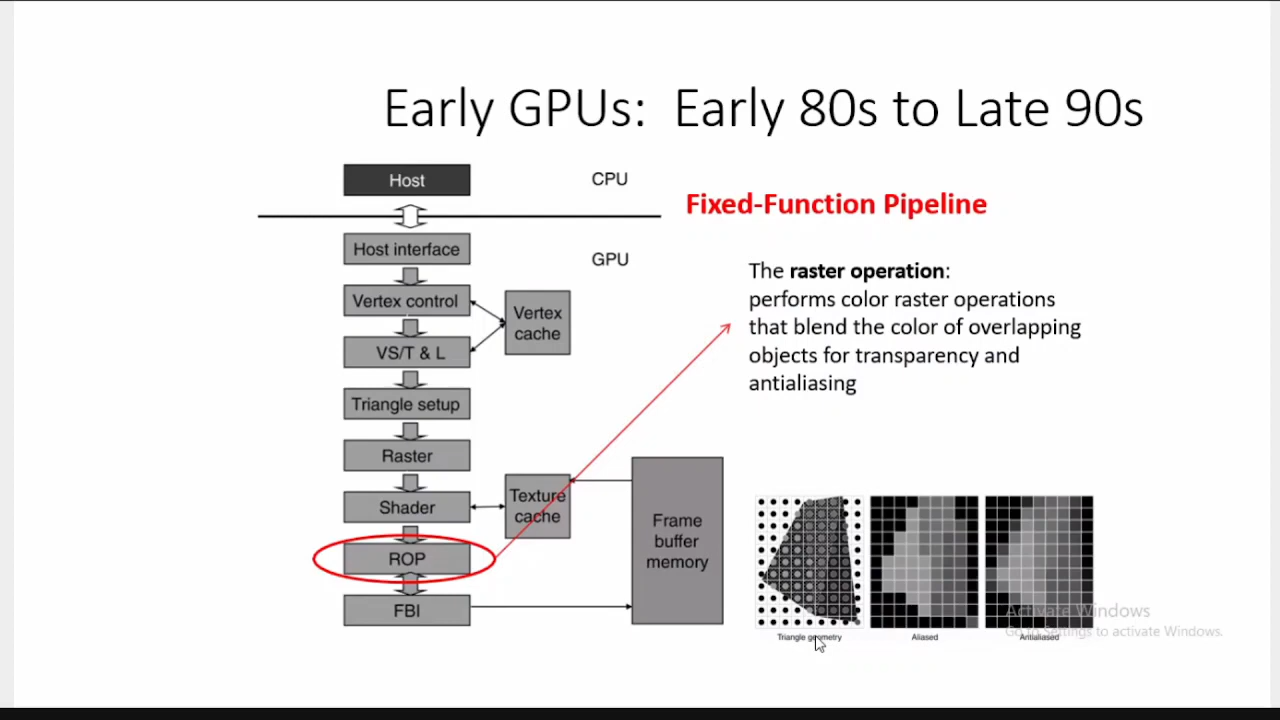 Early GPUs: Early 80s to Late 90s
Host
CPU
Fixed-Function Pipeline
Host interface
GPU
Vertex control
Vertex
cache
VS/T & L
Triangle setup
Raster
Shader
Texture
cache
ROP
FBI
Frame
buffer
memory
The raster operation:
performs color raster operations
that blend the color of overlapping
objects for transparency and
antialiasing
Triangle geometry
Aliased
Antialiased
Activate Windows
Go to Settings to activate Windows.